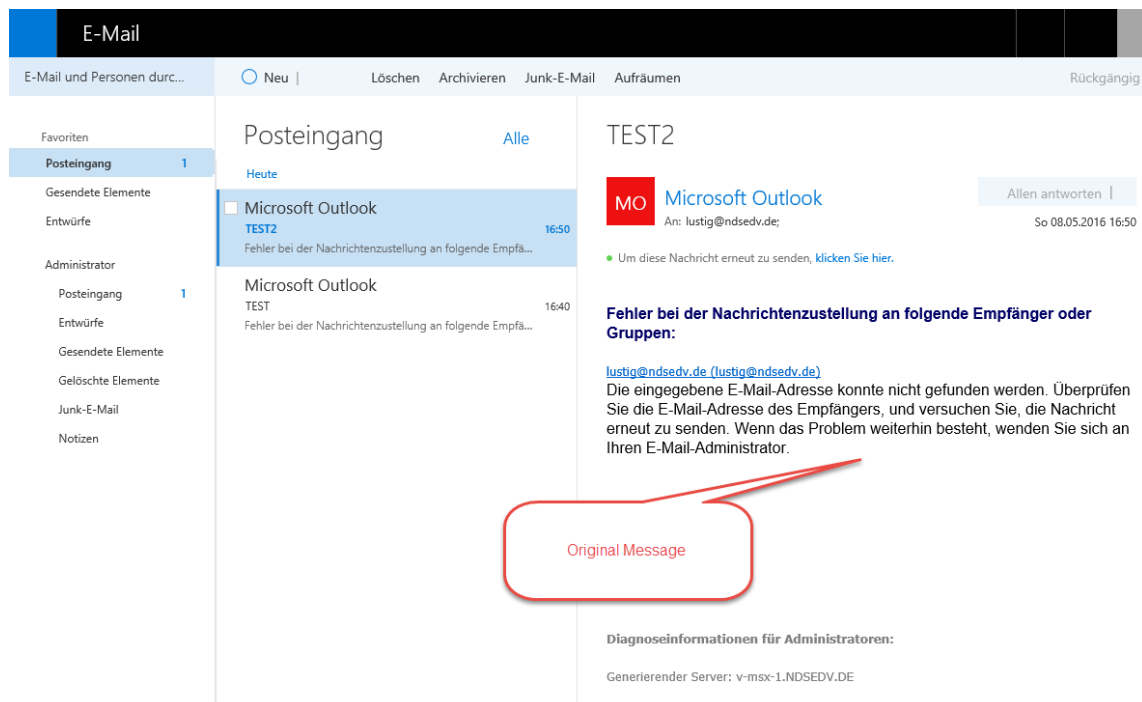 E-Mail
E-Mail und Personen durc...
Neu |
Löschen
Archivieren
Junk-E-Mail
Aufräumen
Rückgängig
Favoriten
Posteingang 1
Gesendete Elemente
Entwürfe
Administrator
Posteingang 1
Entwürfe
Gesendete Elemente
Gelöschte Elemente
Junk-E-Mail
Notizen
Posteingang Alle
Heute
Microsoft Outlook
TEST2 16:50
Fehler bei der Nachrichtenzustellung an folgende Empfä...
Microsoft Outlook
TEST 16:40
Fehler bei der Nachrichtenzustellung an folgende Empfä...
TEST2
MO
Microsoft Outlook
Allen antworten |
An: lustig@ndsedv.de;
So 08.05.2016 16:50
Um diese Nachricht erneut zu senden, klicken Sie hier.
Fehler bei der Nachrichtenzustellung an folgende Empfänger oder
Gruppen:
lustig@ndsedv.de (lustig@ndsedv.de)
Die eingegebene E-Mail-Adresse konnte nicht gefunden werden. Überprüfen
Sie die E-Mail-Adresse des Empfängers, und versuchen Sie, die Nachricht
erneut zu senden. Wenn das Problem weiterhin besteht, wenden Sie sich an
Ihren E-Mail-Administrator.
Original Message
Diagnoseinformationen für Administratoren:
Generierender Server: v-msx-1.NDSEDV.DE